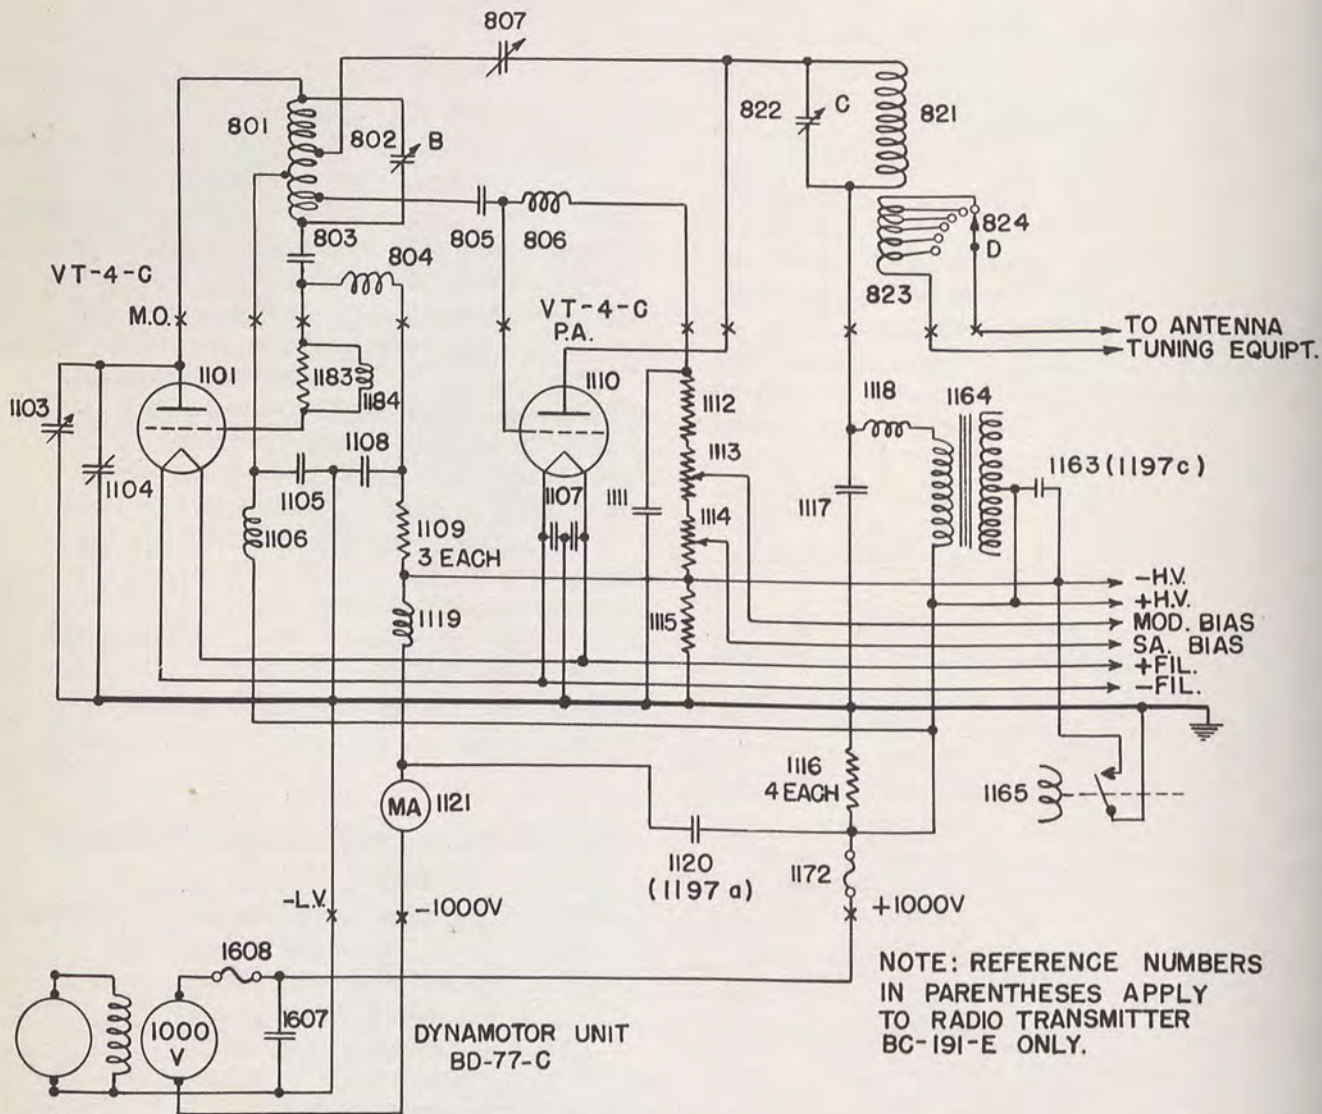 807
801
802
B
822
C
821
803
804
805
806
824
D
823
VT-4-C
M.O.
VT-4-C
P.A.
TO ANTENNA
TUNING EQUIPT.
1101
1183
1184
1103
1104
1110
1112
1118
1164
1108
1113
1163 (1197c)
1105
1107
1111
1114
1117
1106
1109
3 EACH
1119
1115
-H.V.
+H.V.
MOD. BIAS
SA. BIAS
+FIL.
-FIL.
1116
4 EACH
1165
MA
1121
1120
(1197a)
1172
-L.V.
-1000V
+1000V
1608
1607
1000
V
DYNAMOTOR UNIT
BD-77-C
NOTE: REFERENCE NUMBERS
IN PARENTHESES APPLY
TO RADIO TRANSMITTER
BC-191-E ONLY.